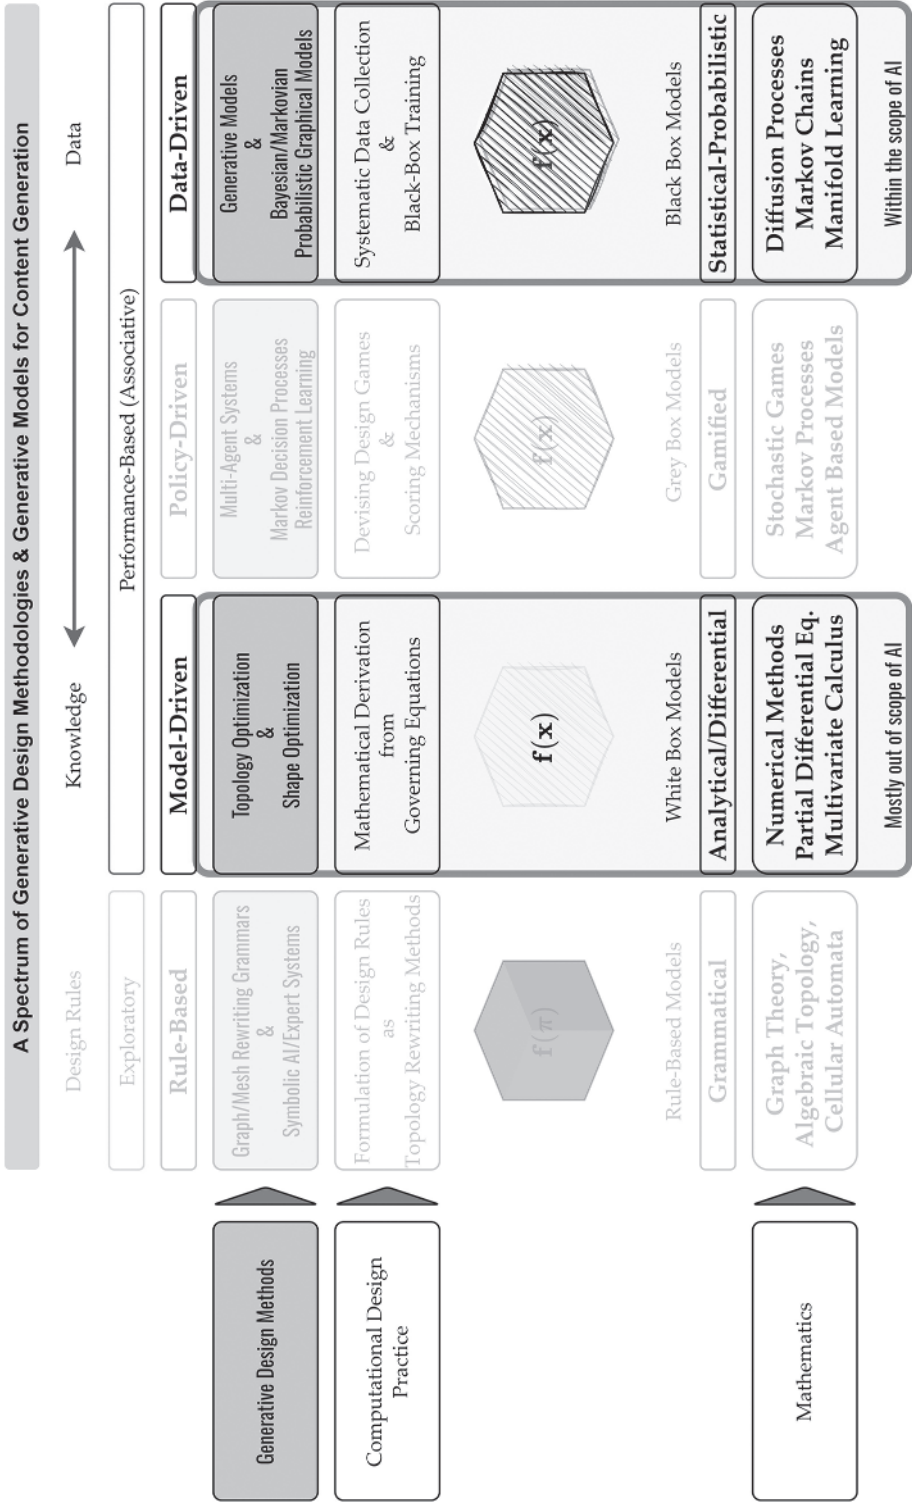 A Spectrum of Generative Design Methodologies & Generative Models for Content Generation
Design Rules
Knowledge
Data
Exploratory
Performance-Based (Associative)
Rule-Based
Model-Driven
Policy-Driven
Data-Driven
Generative Design Methods
Graph/Mesh Rewriting Grammars
&
Symbolic AI/Expert Systems
Topology Optimization
&
Shape Optimization
Multi-Agent Systems
&
Markov Decision Processes
Reinforcement Learning
Generative Models
&
Bayesian/Markovian
Probabilistic Graphical Models
Computational Design
Practice
Formulation of Design Rules
as
Topology Rewriting Methods
Mathematical Derivation
from
Governing Equations
Devising Design Games
&
Scoring Mechanisms
Systematic Data Collection
&
Black-Box Training
f(π)
f(x)
f(x)
f(x)
Rule-Based Models
White Box Models
Grey Box Models
Black Box Models
Grammatical
Analytical/Differential
Gamified
Statistical-Probabilistic
Mathematics
Graph Theory,
Algebraic Topology,
Cellular Automata
Numerical Methods
Partial Differential Eq.
Multivariate Calculus
Stochastic Games
Markov Processes
Agent Based Models
Diffusion Processes
Markov Chains
Manifold Learning
Mostly out of scope of AI
Within the scope of AI